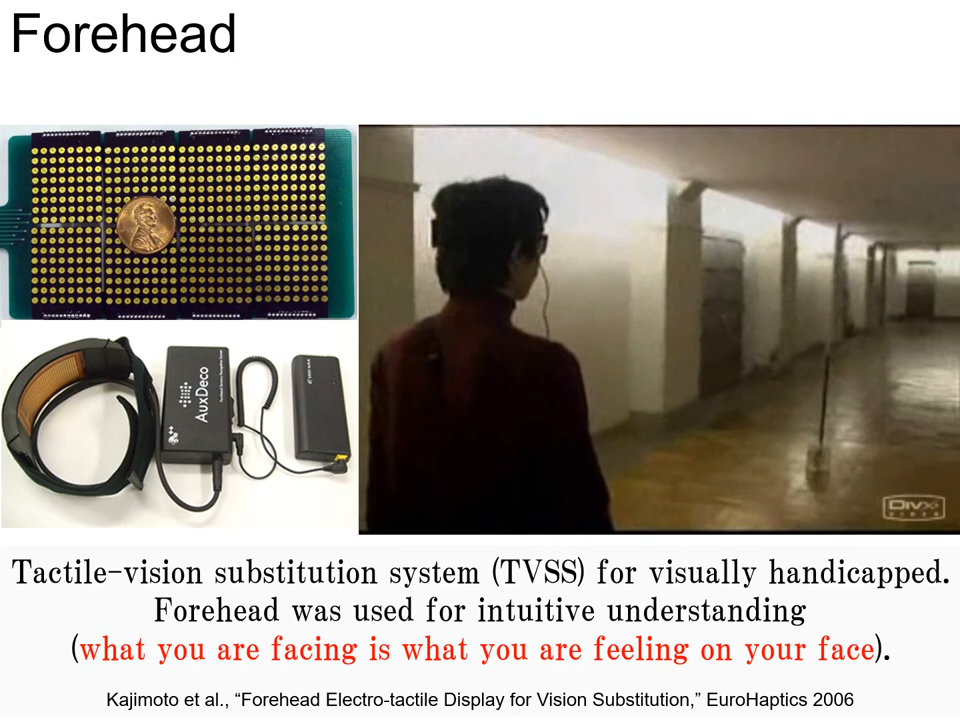 Forehead
AuxDeco
DivX
VIDEO
Tactile-vision substitution system (TVSS) for visually handicapped.
Forehead was used for intuitive understanding
(what you are facing is what you are feeling on your face).
Kajimoto et al., “Forehead Electro-tactile Display for Vision Substitution,” EuroHaptics 2006